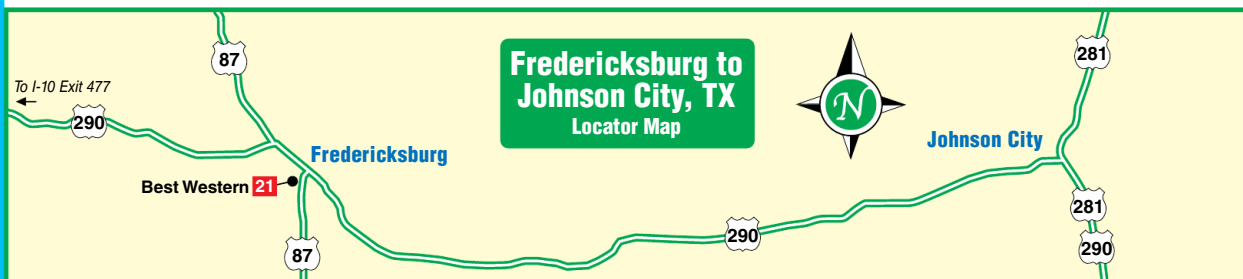 87
281
Fredericksburg to
Johnson City, TX
Locator Map
N
To I-10 Exit 477
290
Fredericksburg
Johnson City
Best Western 21
281
290
87
290